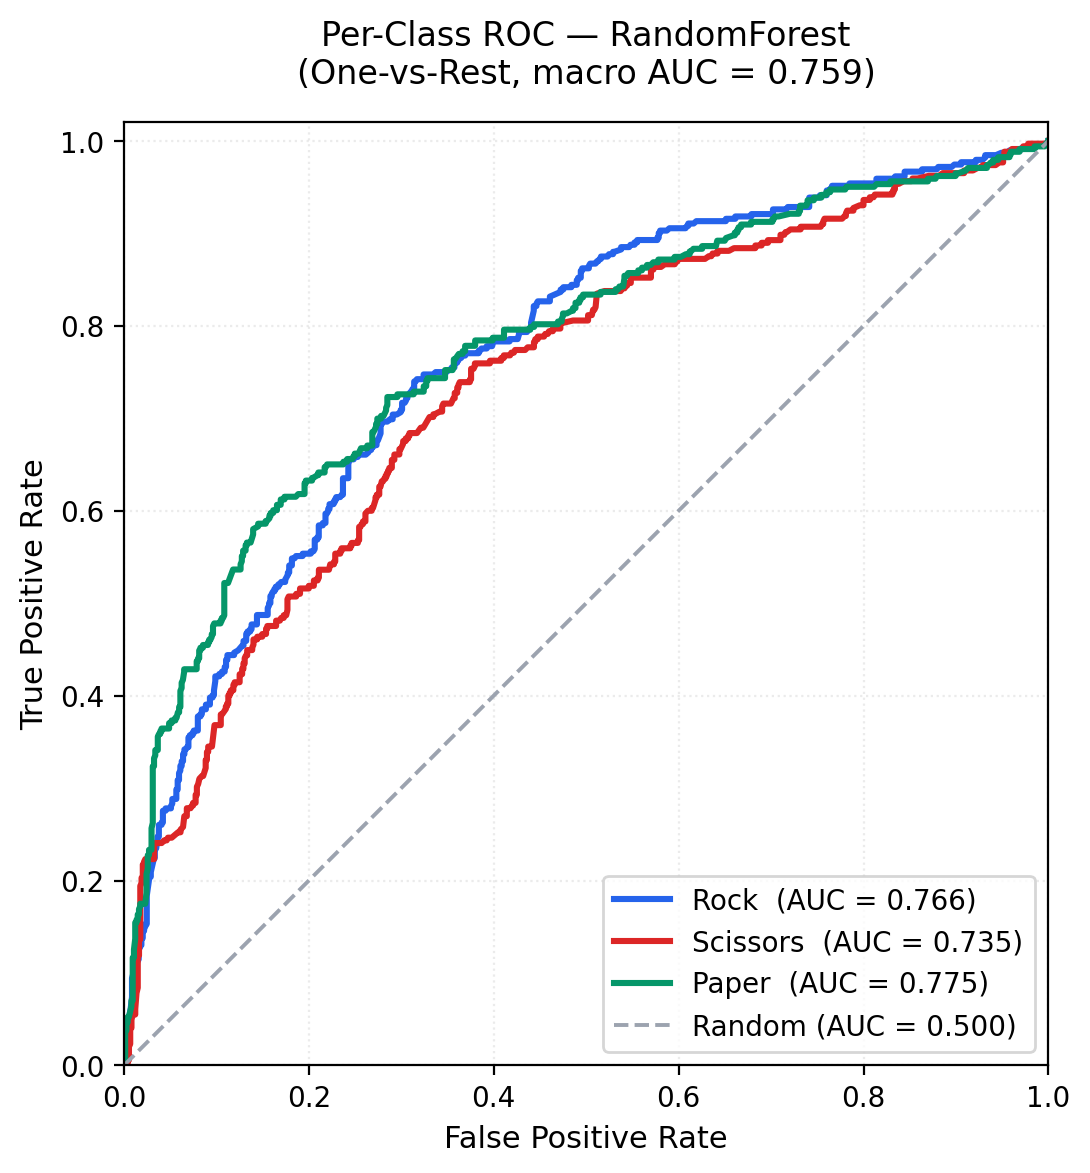 Per-Class ROC — RandomForest
(One-vs-Rest, macro AUC = 0.759)
True Positive Rate
1.0
0.8
0.6
0.4
0.2
0.0
Rock (AUC = 0.766)
Scissors (AUC = 0.735)
Paper (AUC = 0.775)
Random (AUC = 0.500)
0.0 0.2 0.4 0.6 0.8 1.0
False Positive Rate